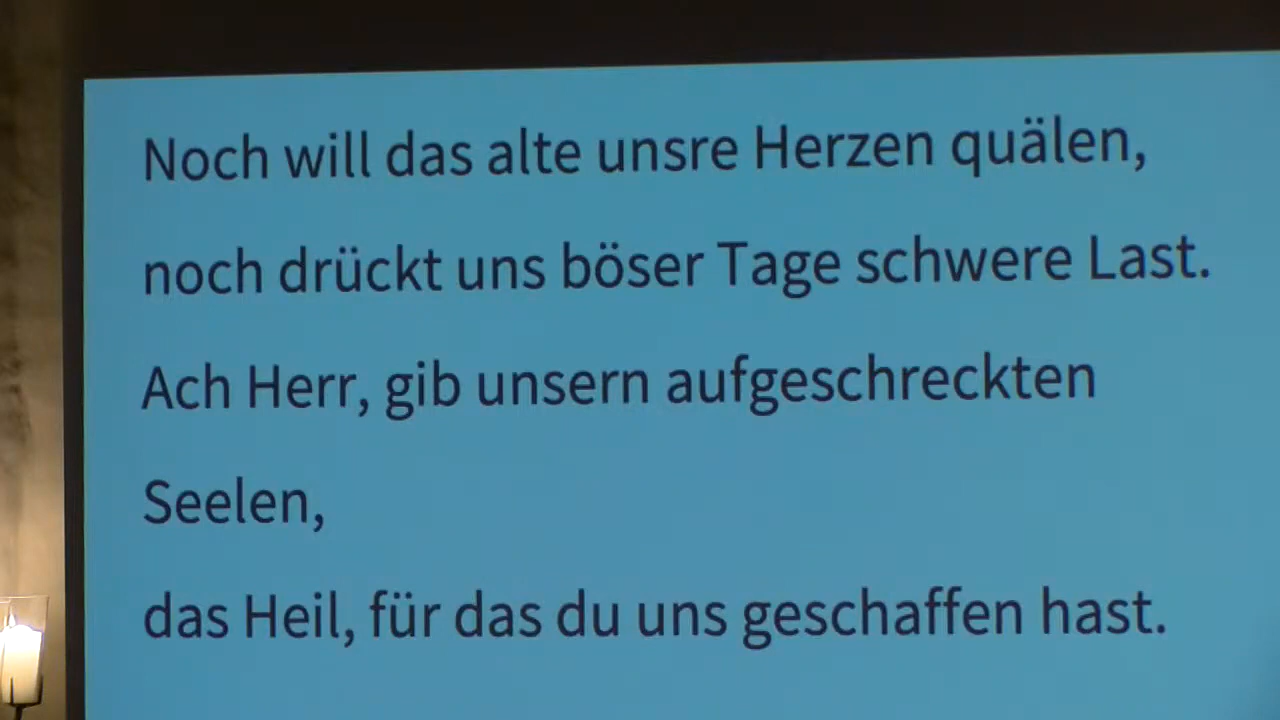 Noch will das alte unsre Herzen quälen,
noch drückt uns böser Tage schwere Last.
Ach Herr, gib unsern aufgeschreckten
Seelen,
das Heil, für das du uns geschaffen hast.